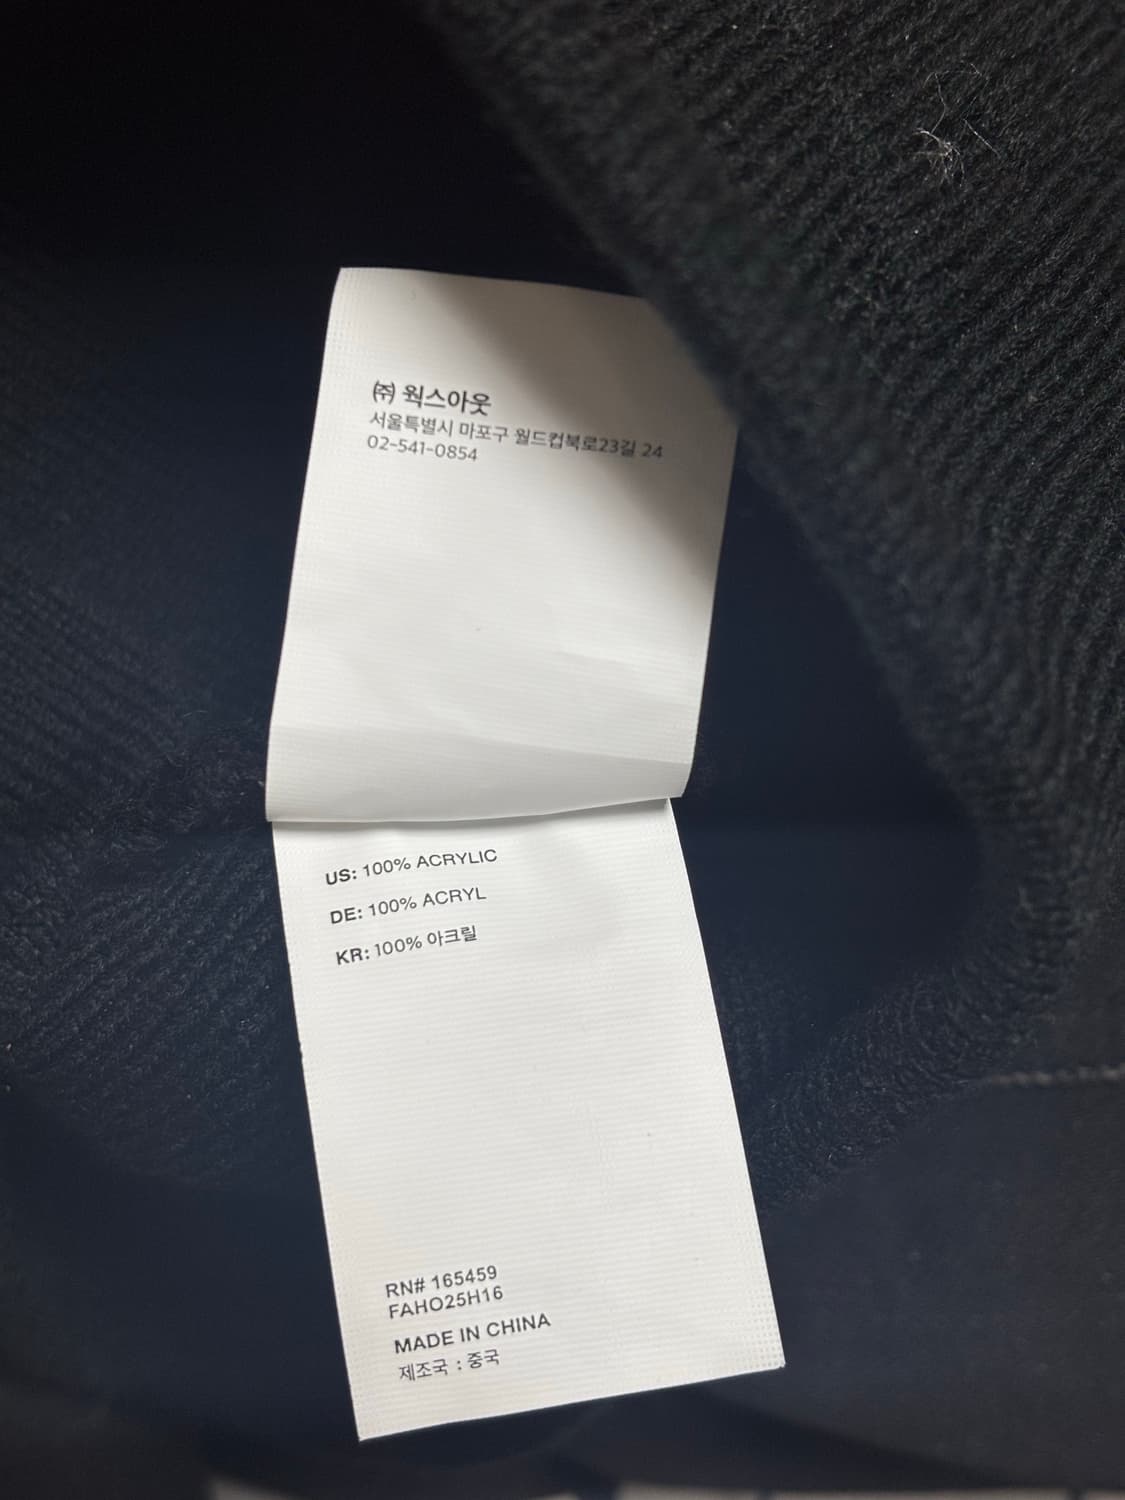 ㈜ 웍스아웃
서울특별시 마포구 월드컵북로23길 24
02-541-0854
US: 100% ACRYLIC
DE: 100% ACRYL
KR: 100% 아크릴
RN# 165459
FAHO25H16
MADE IN CHINA
제조국 : 중국